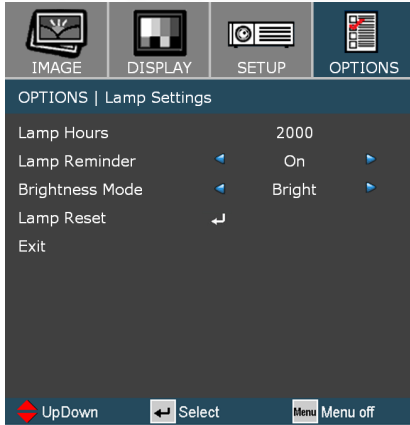 IMAGE DISPLAY SETUP OPTIONS
OPTIONS | Lamp Settings
Lamp Hours 2000
Lamp Reminder On
Brightness Mode Bright
Lamp Reset
Exit
UpDown Select Menu Menu off